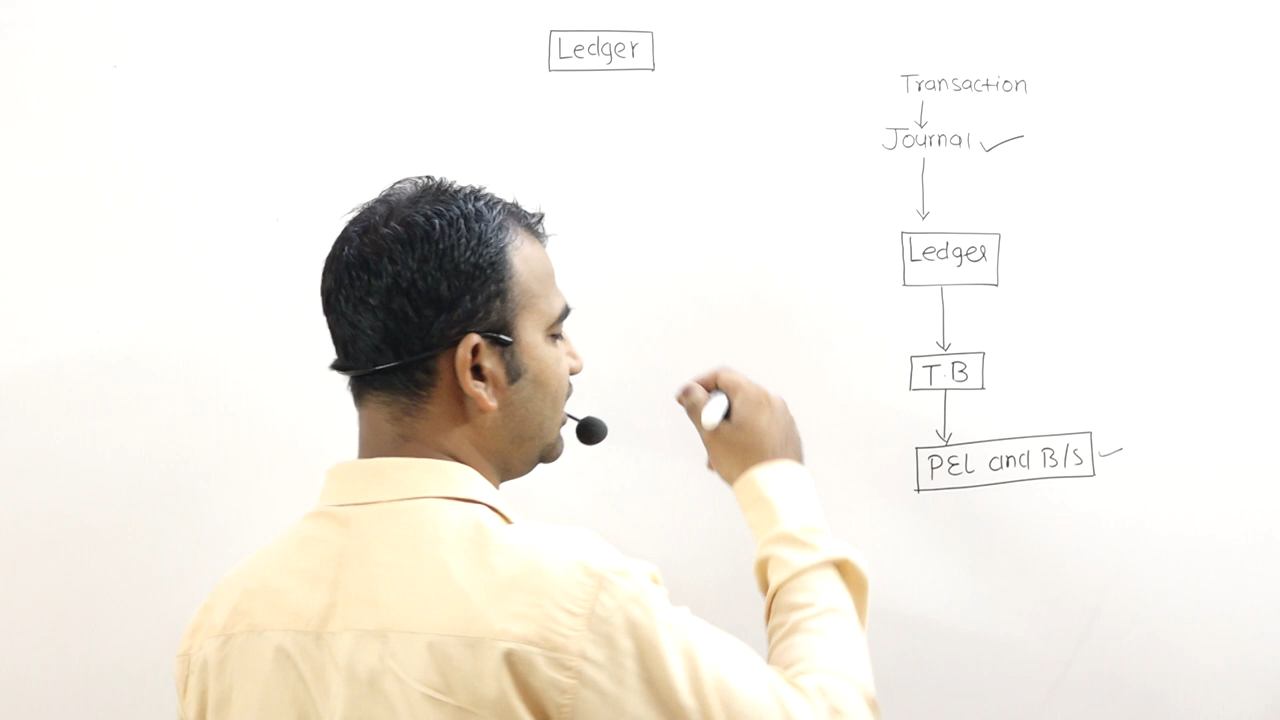 Ledger
Transaction
Journal
Ledger
T.B
P&L and B/S